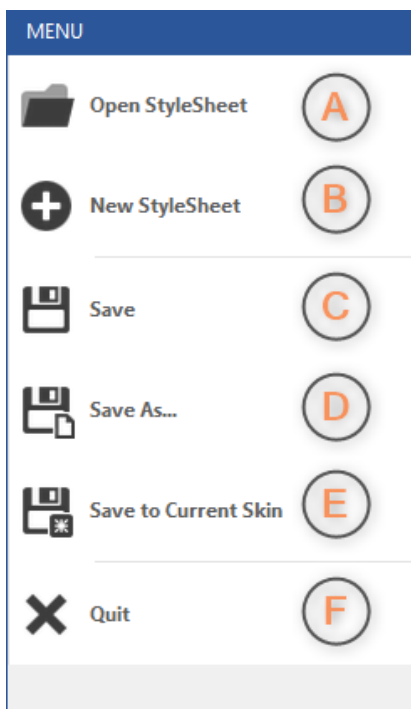 MENU
Open StyleSheet A
New StyleSheet B
Save C
Save As... D
Save to Current Skin E
Quit F